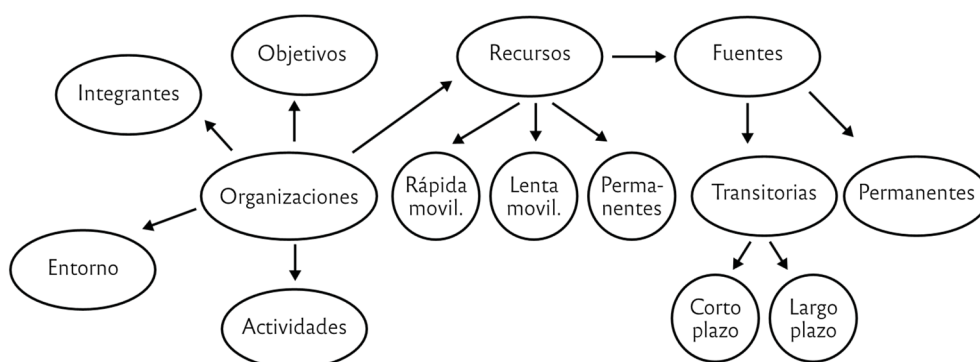 Objetivos
Recursos
Fuentes
Integrantes
Organizaciones
Rápida
movil.
Lenta
movil.
Perma-
nentes
Transitorias
Permanentes
Entorno
Actividades
Corto
plazo
Largo
plazo